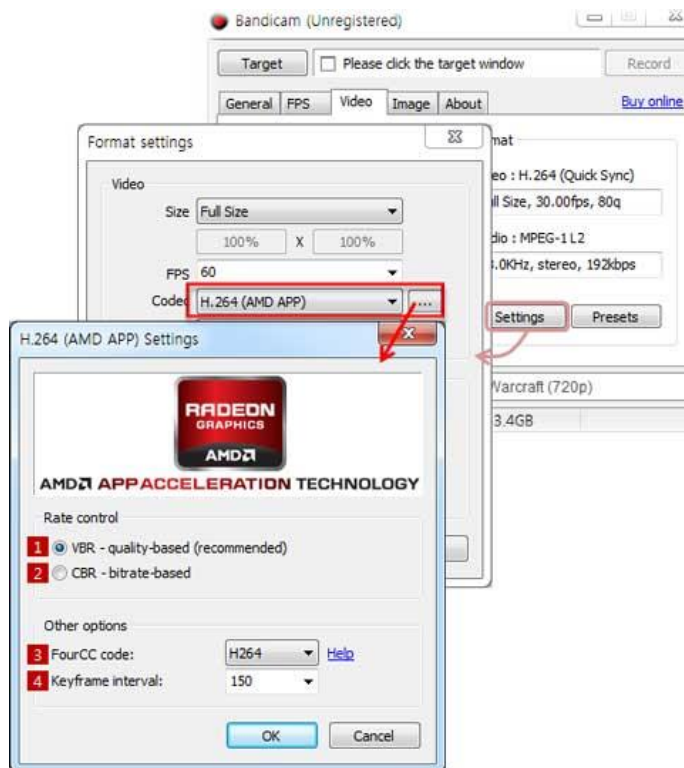 Bandicam (Unregistered)
Target
Please click the target window
Record
General FPS Video Image About
Buy online
Format settings
mat
Video
eo : H.264 (Quick Sync)
Size Full Size
ll Size, 30.00fps, 80q
100% X 100%
dio : MPEG-1 L2
FPS 60
.0KHz, stereo, 192kbps
Codec H.264 (AMD APP) ....
Settings Presets
H.264 (AMD APP) Settings
Warcraft (720p)
3.4GB
RADEON
GRAPHICS
AMD
AMD APP ACCELERATION TECHNOLOGY
Rate control
1 VBR - quality-based (recommended)
2 CBR - bitrate-based
Other options
3 FourCC code: H264 Help
4 Keyframe interval: 150
OK Cancel